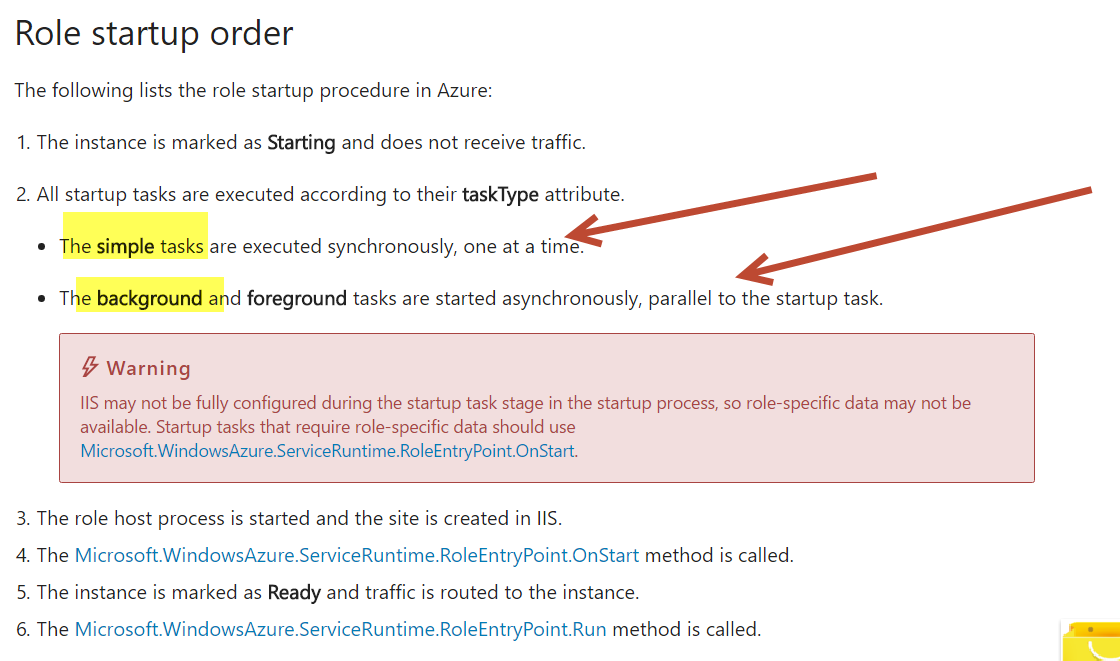 Role startup order
The following lists the role startup procedure in Azure:
1. The instance is marked as Starting and does not receive traffic.
2. All startup tasks are executed according to their taskType attribute.
• The simple tasks are executed synchronously, one at a time.
• The background and foreground tasks are started asynchronously, parallel to the startup task.
Warning
IIS may not be fully configured during the startup task stage in the startup process, so role-specific data may not be
available. Startup tasks that require role-specific data should use
Microsoft.WindowsAzure.ServiceRuntime.RoleEntryPoint.OnStart.
3. The role host process is started and the site is created in IIS.
4. The Microsoft.WindowsAzure.ServiceRuntime.RoleEntryPoint.OnStart method is called.
5. The instance is marked as Ready and traffic is routed to the instance.
6. The Microsoft.WindowsAzure.ServiceRuntime.RoleEntryPoint.Run method is called.